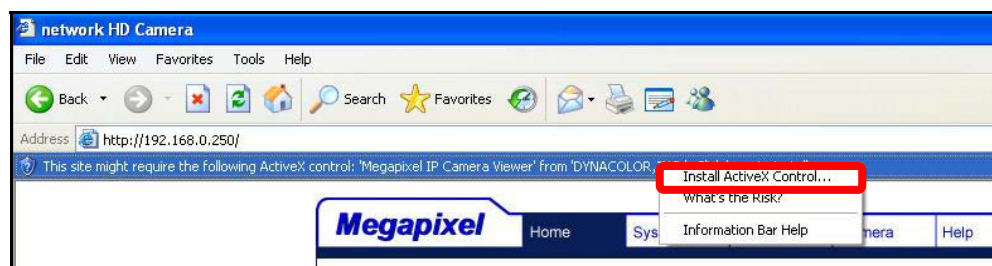 network HD Camera
File Edit View Favorites Tools Help
Back Search Favorites
Address http://192.168.0.250/
This site might require the following ActiveX control: 'Megapixel IP Camera Viewer' from 'DYNACOLOR,
Install ActiveX Control...
What's the Risk?
Information Bar Help
Megapixel Home Sys mera Help